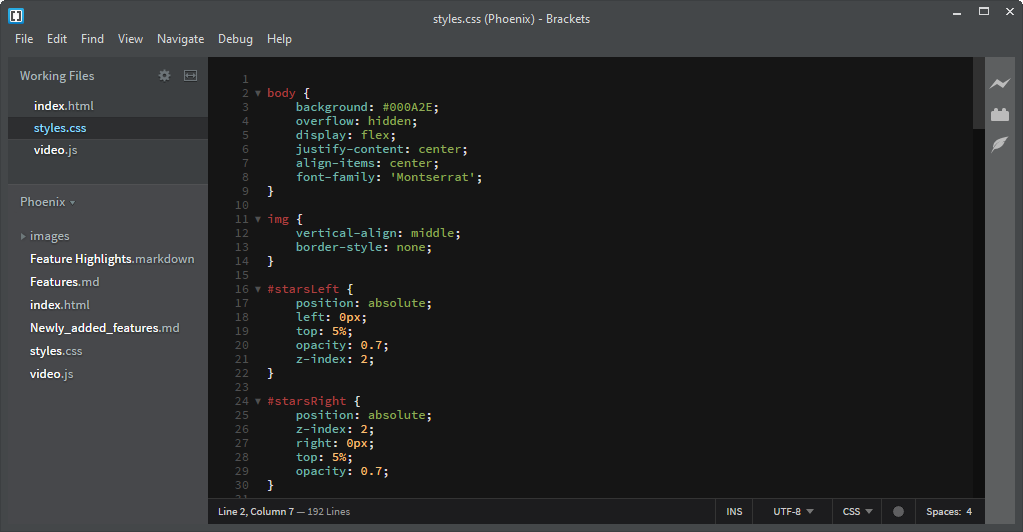 styles.css (Phoenix) - Brackets
File Edit Find View Navigate Debug Help
Working Files
index.html
styles.css
video.js
Phoenix
images
Feature Highlights.markdown
Features.md
index.html
Newly_added_features.md
styles.css
video.js
1
2 body {
3     background: #000A2E;
4     overflow: hidden;
5     display: flex;
6     justify-content: center;
7     align-items: center;
8     font-family: 'Montserrat';
9 }
10
11 img {
12     vertical-align: middle;
13     border-style: none;
14 }
15
16 #starsLeft {
17     position: absolute;
18     left: 0px;
19     top: 5%;
20     opacity: 0.7;
21     z-index: 2;
22 }
23
24 #starsRight {
25     position: absolute;
26     z-index: 2;
27     right: 0px;
28     top: 5%;
29     opacity: 0.7;
30 }
Line 2, Column 7 — 192 Lines INS UTF-8 CSS Spaces: 4